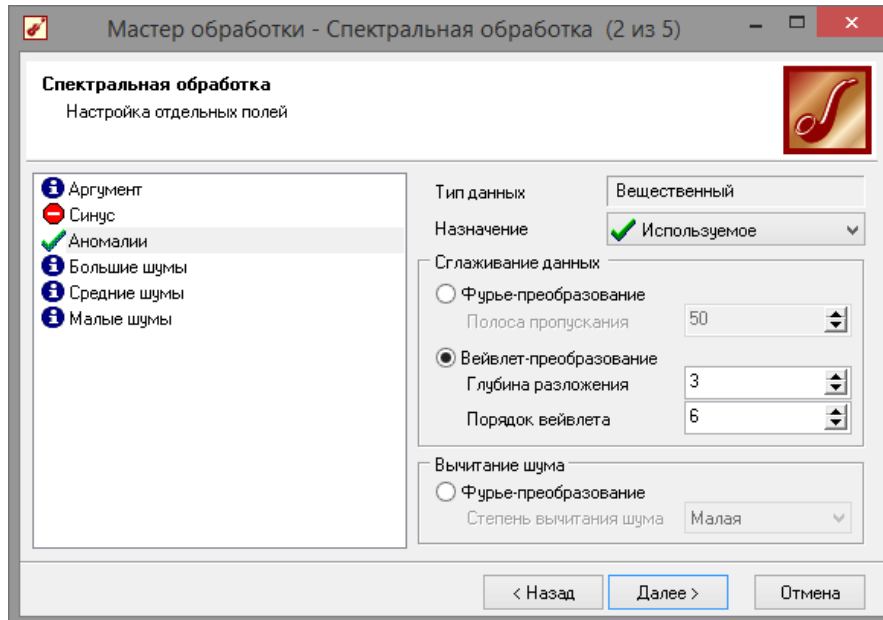 Мастер обработки - Спектральная обработка (2 из 5)
Спектральная обработка
Настройка отдельных полей
Аргумент
Синус
Аномалии
Большие шумы
Средние шумы
Малые шумы
Тип данных Вещественный
Назначение Используемое
Сглаживание данных
Фурье-преобразование
Полоса пропускания 50
Вейвлет-преобразование
Глубина разложения 3
Порядок вейвлета 6
Вычитание шума
Фурье-преобразование
Степень вычитания шума Малая
< Назад Далее > Отмена